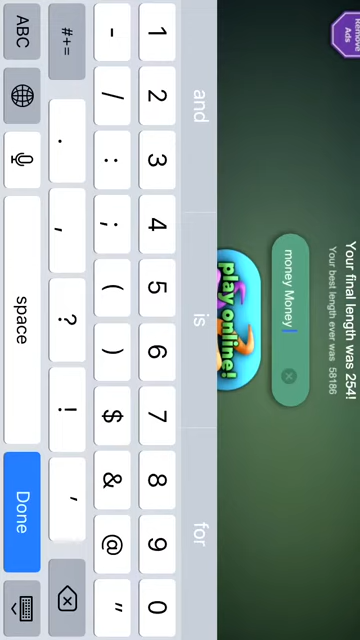 Remove
Ads
Your final length was 254!
Your best length ever was 58186
money Money
play online!
and is for
1 2 3 4 5 6 7 8 9 0
- / : ; ( ) $ & @ "
#+= . , ? ! '
ABC space Done